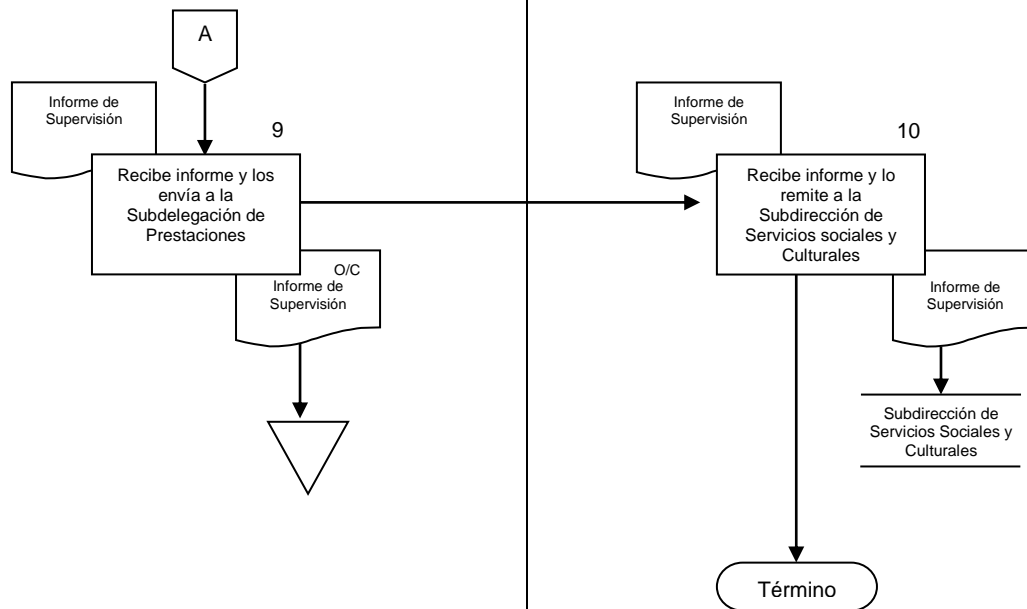 A
Informe de
Supervisión
9
Recibe informe y los
envía a la
Subdelegación de
Prestaciones
O/C
Informe de
Supervisión
Informe de
Supervisión
10
Recibe informe y lo
remite a la
Subdirección de
Servicios sociales y
Culturales
Informe de
Supervisión
Subdirección de
Servicios Sociales y
Culturales
Término